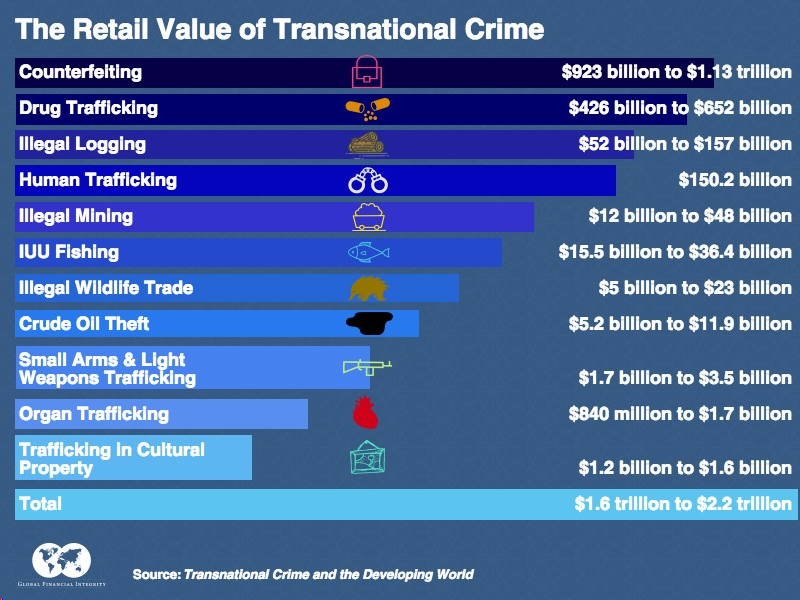 The Retail Value of Transnational Crime
Counterfeiting $923 billion to $1.13 trillion
Drug Trafficking $426 billion to $652 billion
Illegal Logging $52 billion to $157 billion
Human Trafficking $150.2 billion
Illegal Mining $12 billion to $48 billion
IUU Fishing $15.5 billion to $36.4 billion
Illegal Wildlife Trade $5 billion to $23 billion
Crude Oil Theft $5.2 billion to $11.9 billion
Small Arms & Light
Weapons Trafficking $1.7 billion to $3.5 billion
Organ Trafficking $840 million to $1.7 billion
Trafficking in Cultural
Property $1.2 billion to $1.6 billion
Total $1.6 trillion to $2.2 trillion
Global Financial Integrity
Source: Transnational Crime and the Developing World